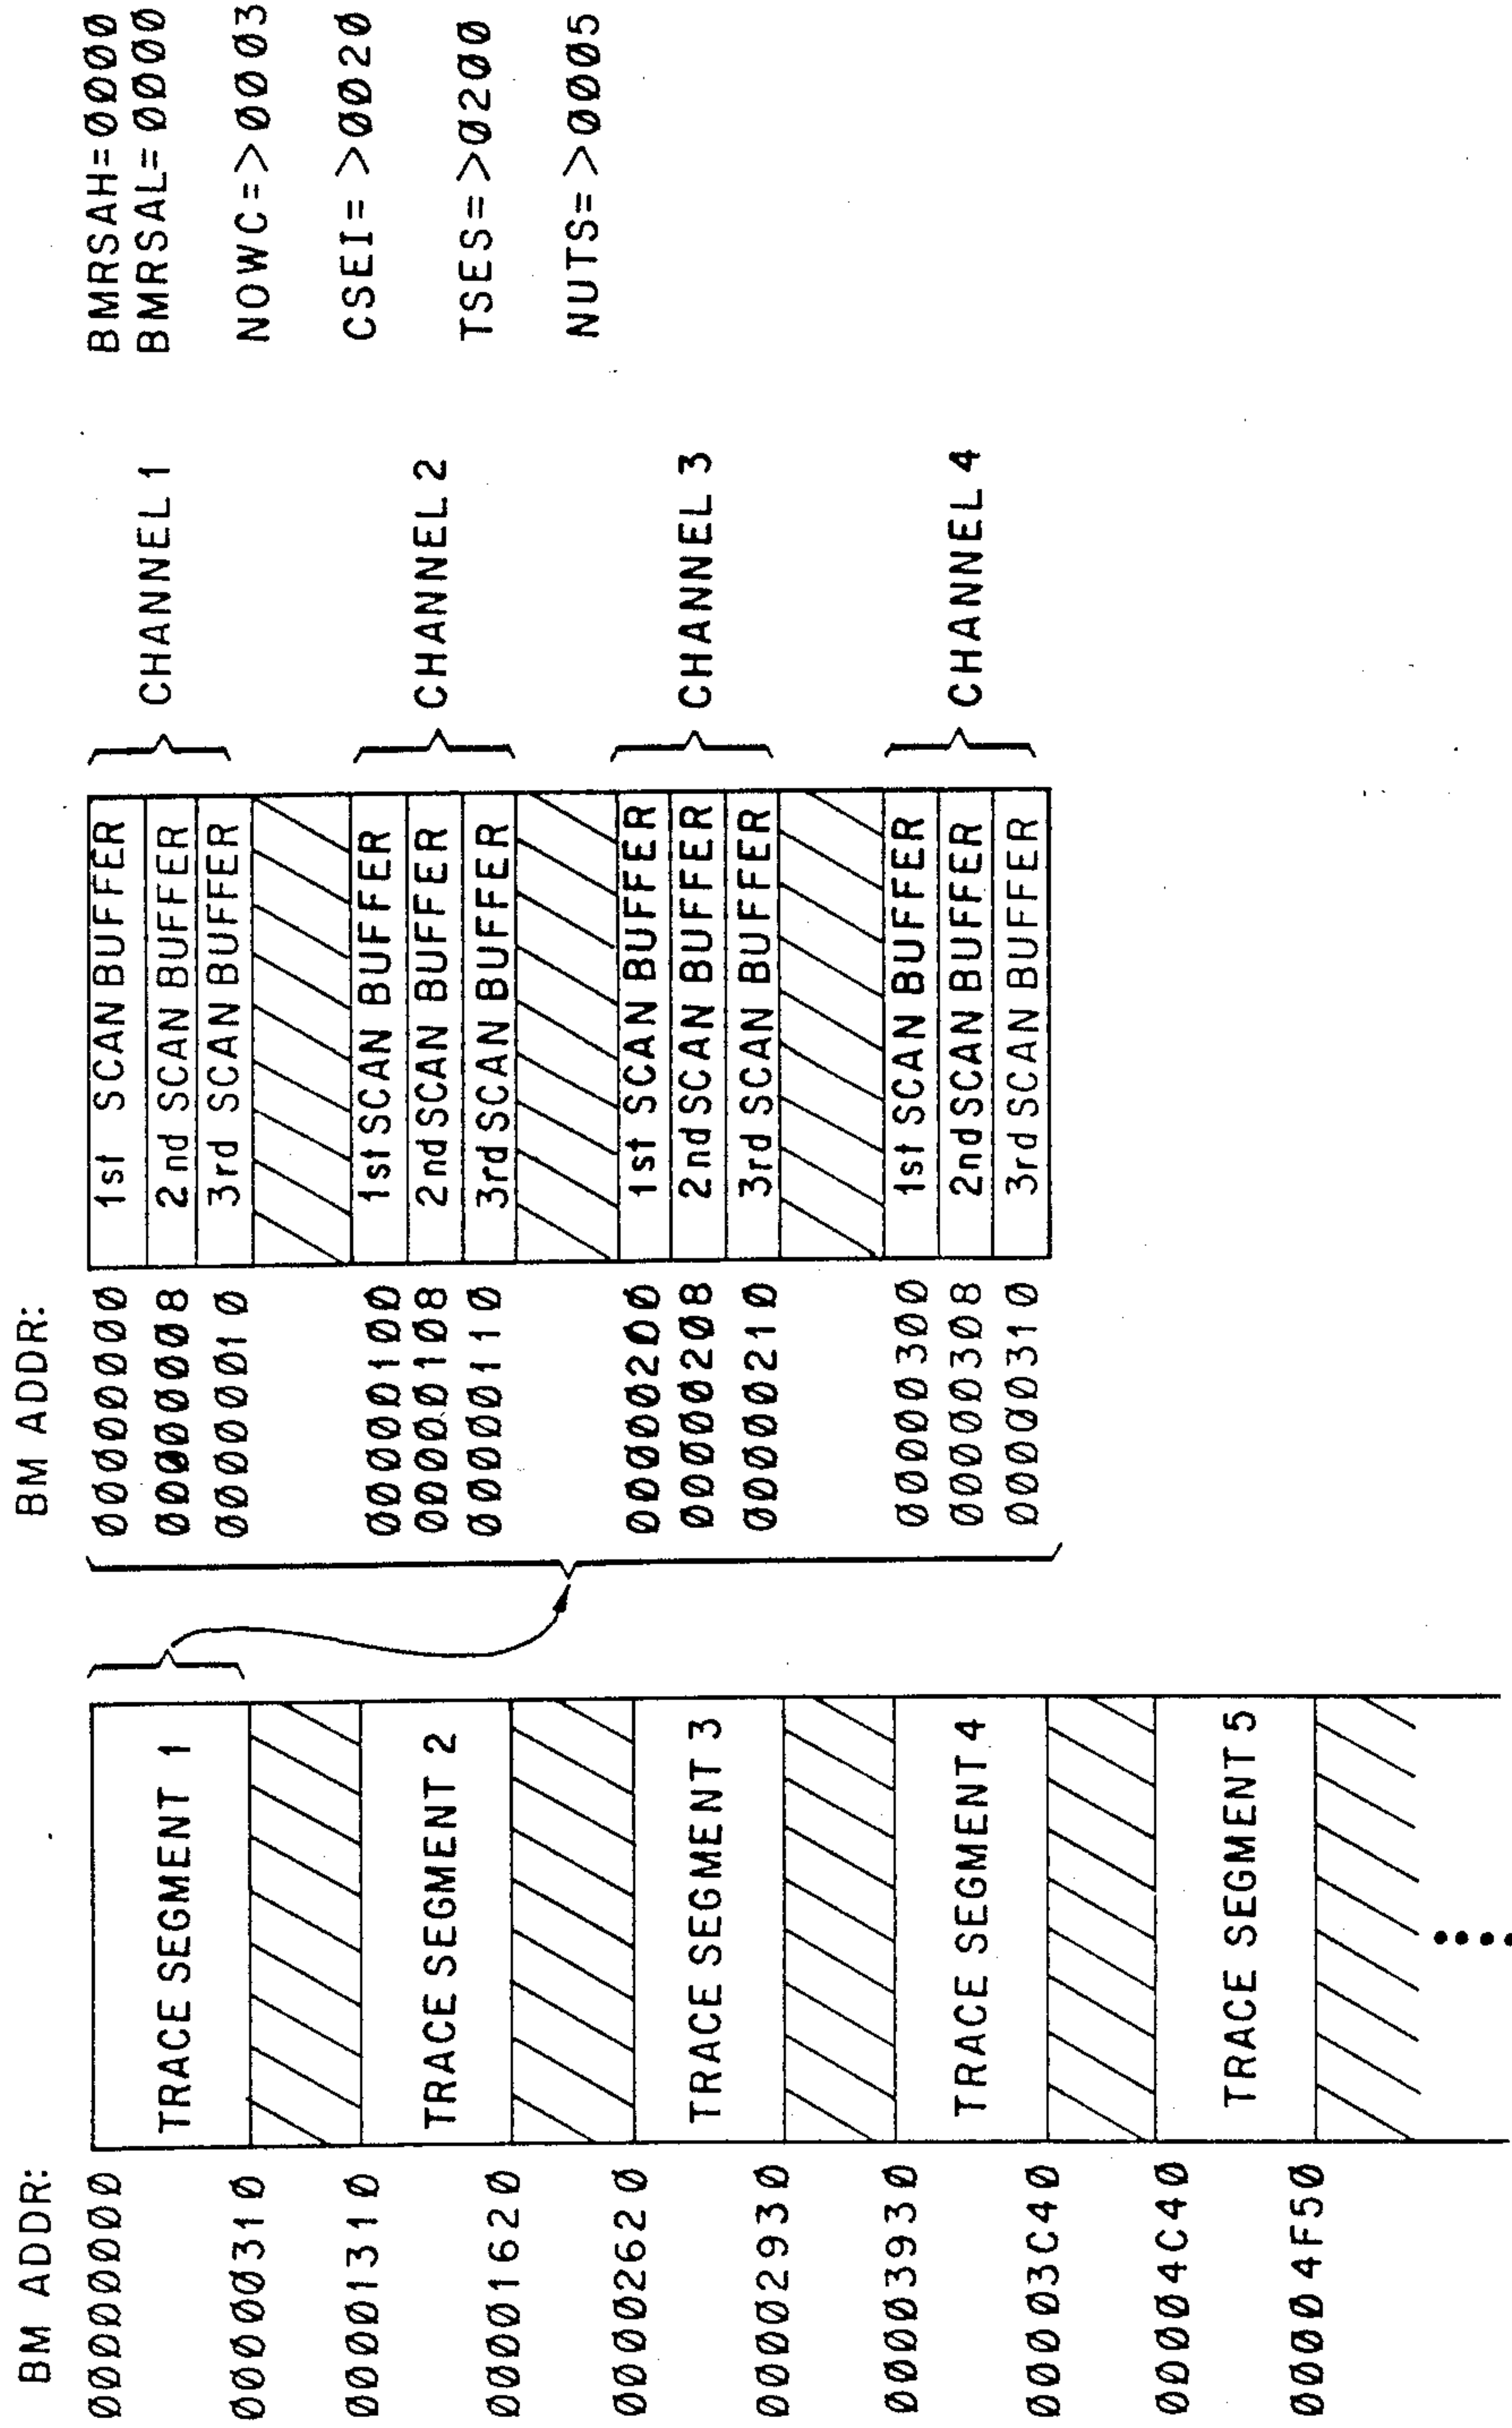 BM ADDR:
00000000
TRACE SEGMENT 1
00000310
00001310
TRACE SEGMENT 2
00001620
00002620
TRACE SEGMENT 3
00002930
00003930
TRACE SEGMENT 4
00003C40
00004C40
TRACE SEGMENT 5
00004F50
BM ADDR:
00000000 1st SCAN BUFFER
00000008 2nd SCAN BUFFER
00000010 3rd SCAN BUFFER
CHANNEL 1
00000100 1st SCAN BUFFER
00000108 2nd SCAN BUFFER
00000110 3rd SCAN BUFFER
CHANNEL 2
00000200 1st SCAN BUFFER
00000208 2nd SCAN BUFFER
00000210 3rd SCAN BUFFER
CHANNEL 3
00000300 1st SCAN BUFFER
00000308 2nd SCAN BUFFER
00000310 3rd SCAN BUFFER
CHANNEL 4
BMRSAH=0000
BMRSAL=0000
NOWC=>0003
CSEI=>0020
TSES=>0200
NUTS=>0005